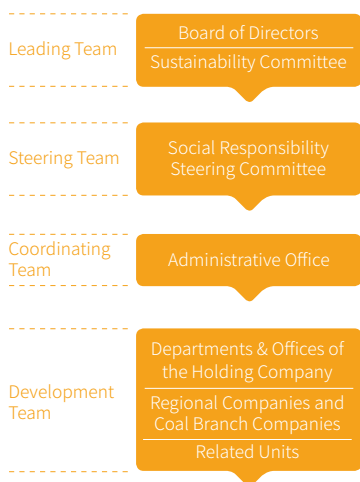 Leading Team
Board of Directors
Sustainability Committee
Steering Team
Social Responsibility
Steering Committee
Coordinating
Team
Administrative Office
Development
Team
Departments & Offices of
the Holding Company
Regional Companies and
Coal Branch Companies
Related Units